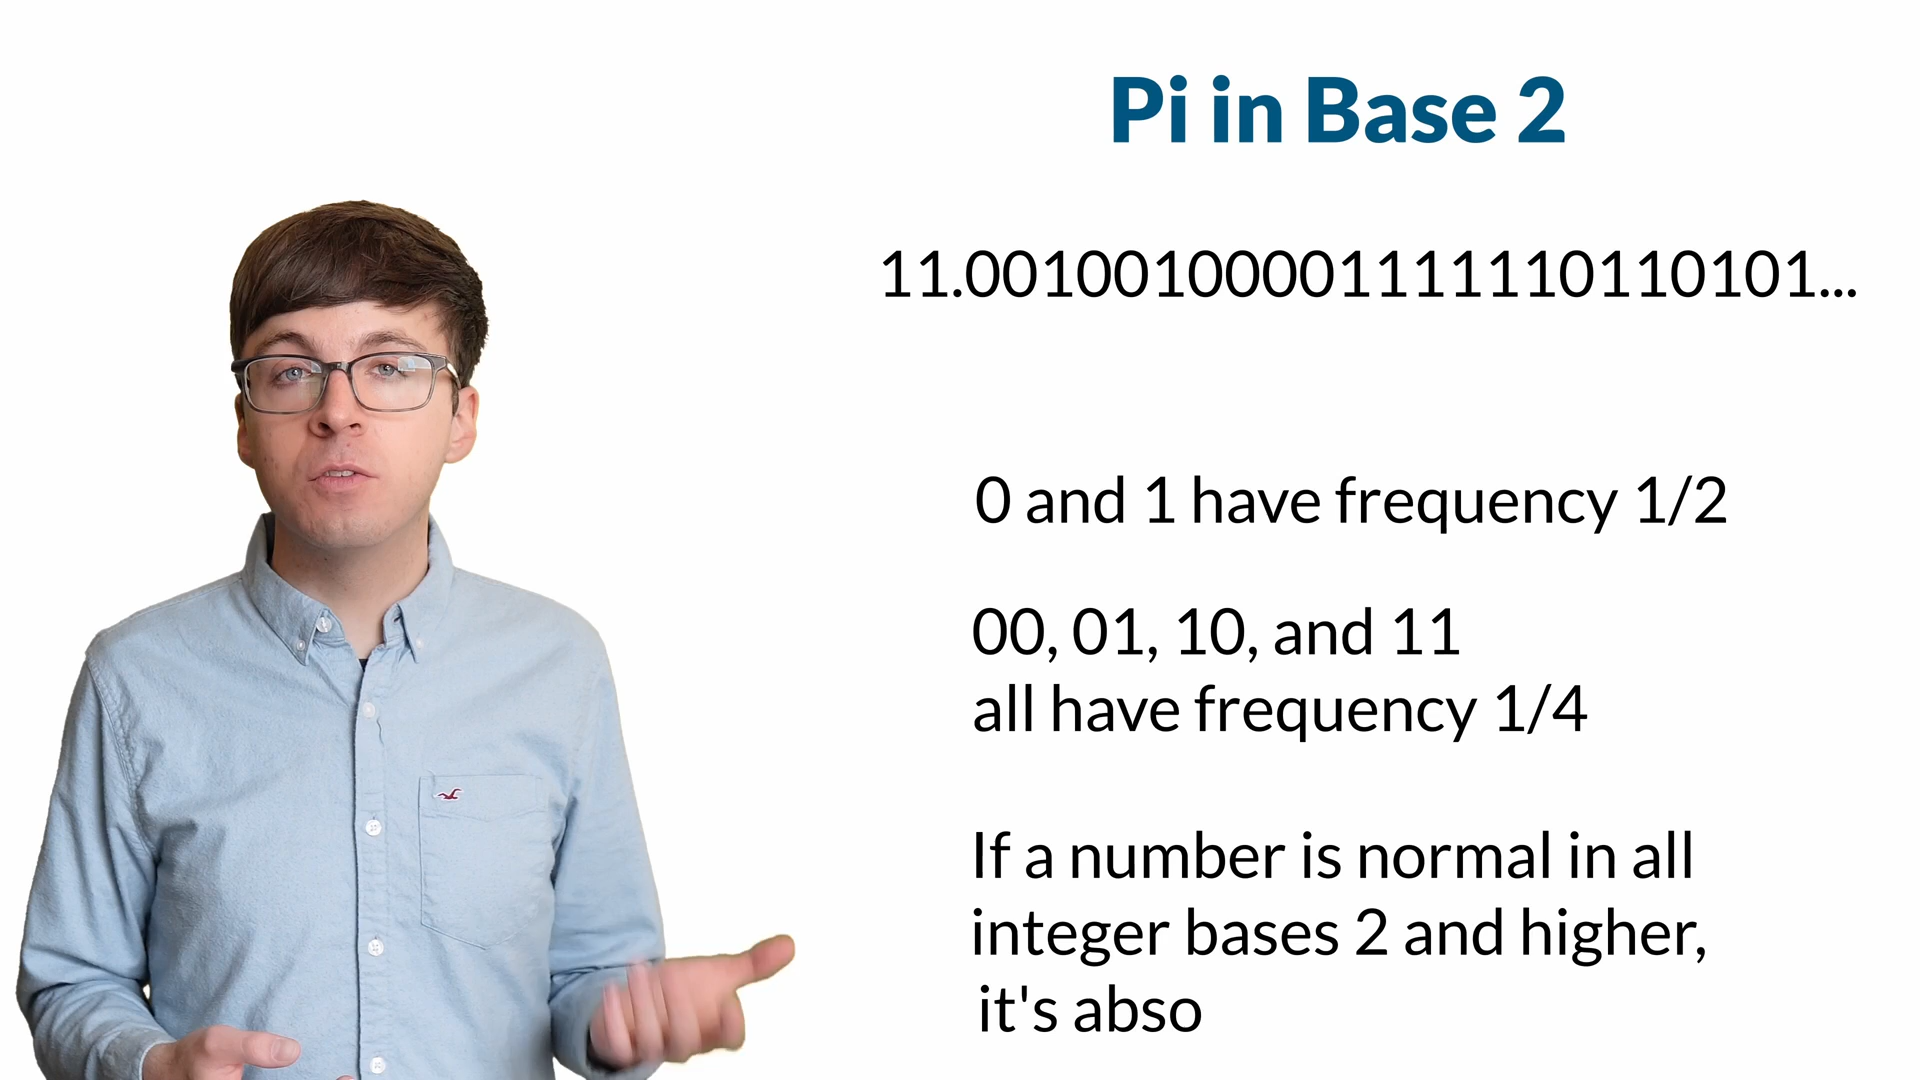 Pi in Base 2
11.001001000011111110110101...
0 and 1 have frequency 1/2
00, 01, 10, and 11
all have frequency 1/4
If a number is normal in all
integer bases 2 and higher,
it's abso